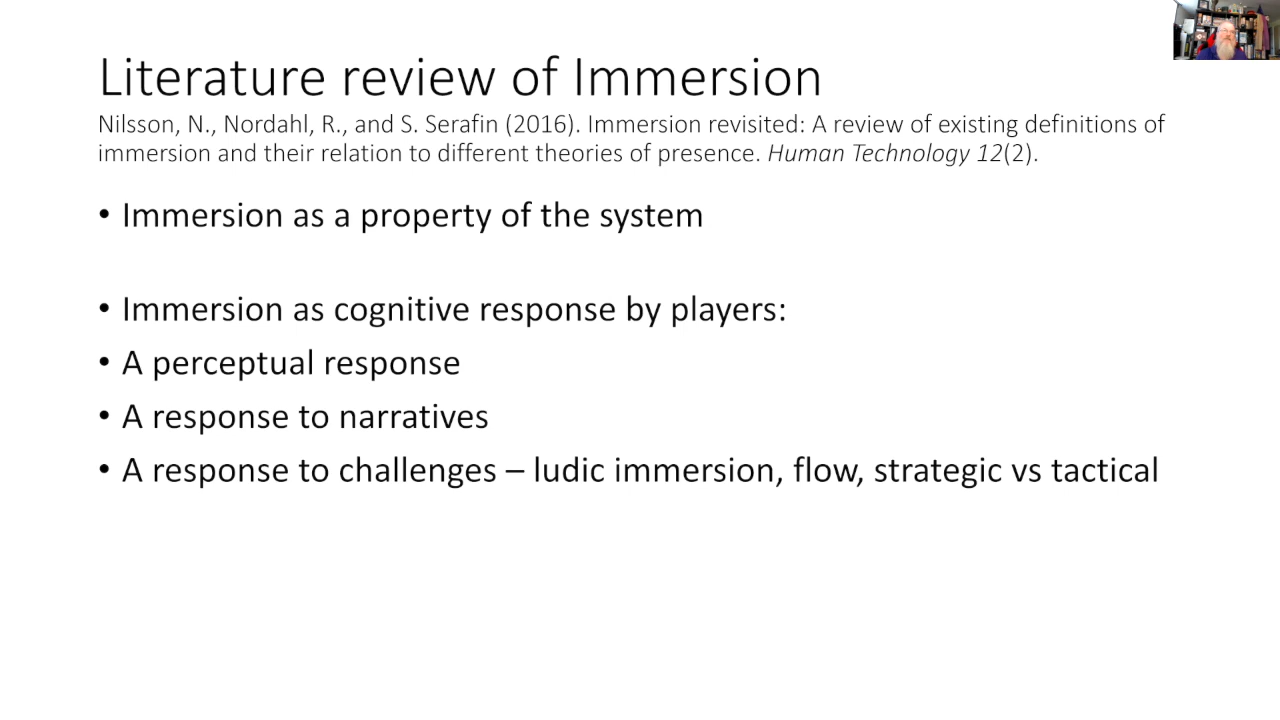 Literature review of Immersion
Nilsson, N., Nordahl, R., and S. Serafin (2016). Immersion revisited: A review of existing definitions of
immersion and their relation to different theories of presence. Human Technology 12(2).
• Immersion as a property of the system
• Immersion as cognitive response by players:
• A perceptual response
• A response to narratives
• A response to challenges – ludic immersion, flow, strategic vs tactical